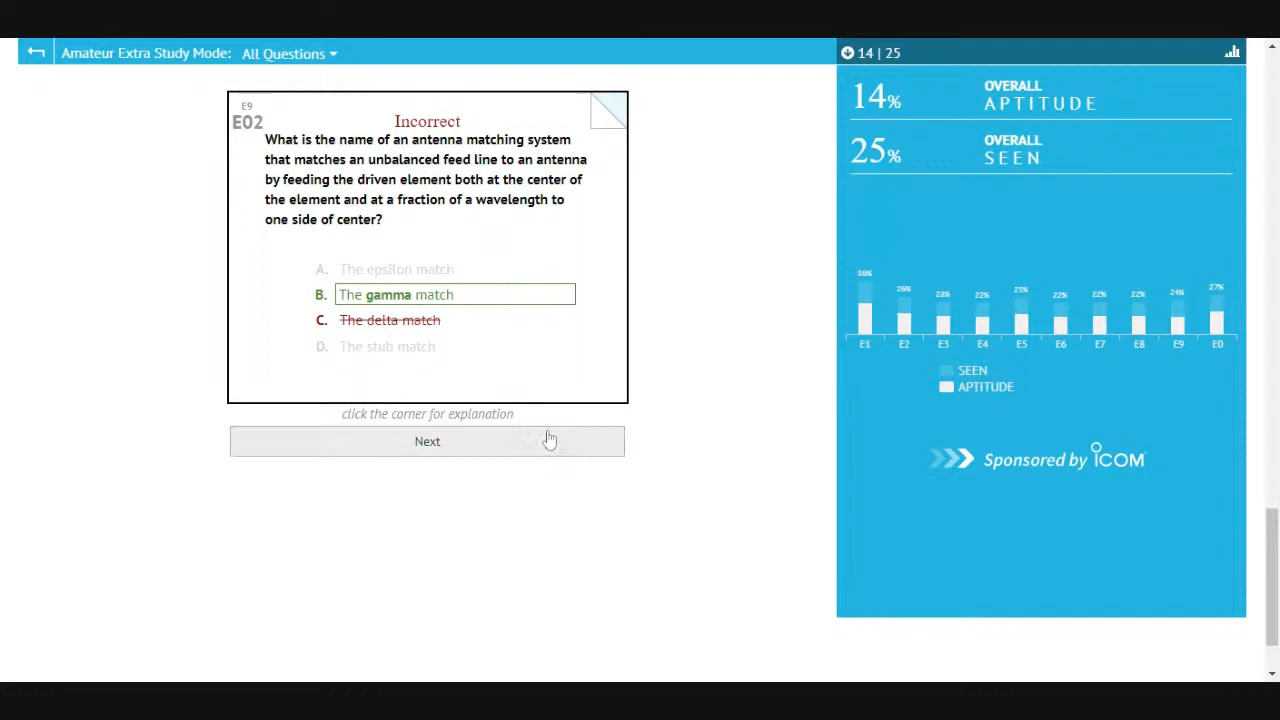 Amateur Extra Study Mode: All Questions
14 | 25
E9
E02
Incorrect
What is the name of an antenna matching system
that matches an unbalanced feed line to an antenna
by feeding the driven element both at the center of
the element and at a fraction of a wavelength to
one side of center?
A. The epsilon match
B. The gamma match
C. The delta match
D. The stub match
click the corner for explanation
Next
14% OVERALL
APTITUDE
25% OVERALL
SEEN
36% 26% 28% 22% 25% 22% 22% 22% 24% 27%
E1 E2 E3 E4 E5 E6 E7 E8 E9 E0
SEEN
APTITUDE
Sponsored by ICOM